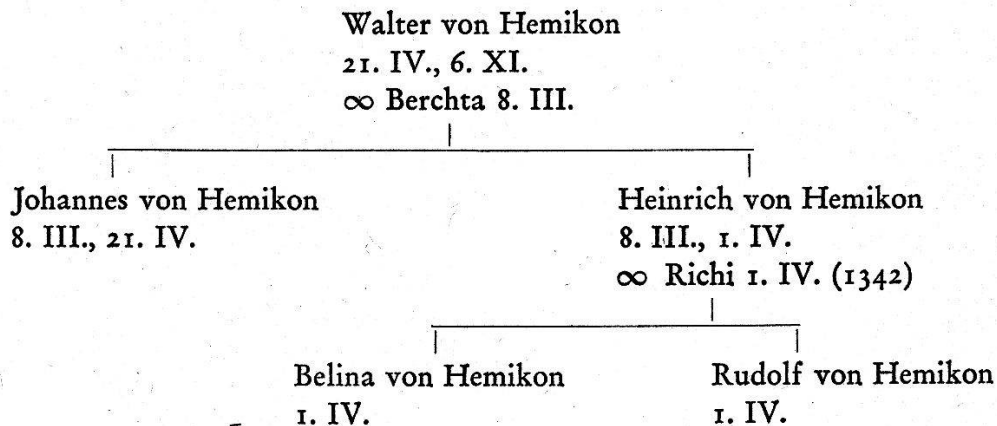 Walter von Hemikon
21. IV., 6. XI.
∞ Berchta 8. III.
Johannes von Hemikon
8. III., 21. IV.
Heinrich von Hemikon
8. III., 1. IV.
∞ Richi 1. IV. (1342)
Belina von Hemikon
1. IV.
Rudolf von Hemikon
1. IV.